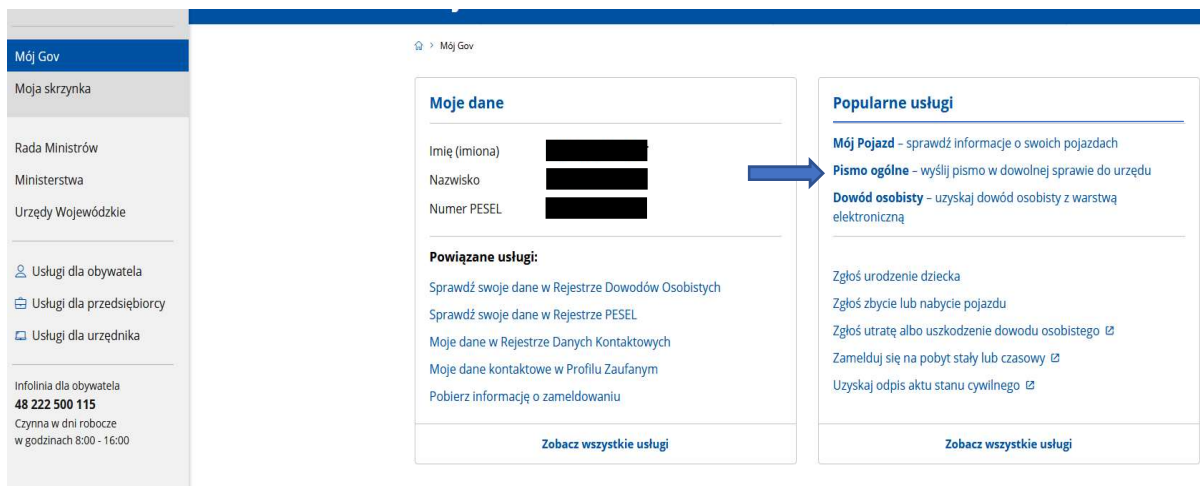 Mój Gov
Moja skrzynka
Rada Ministrów
Ministerstwa
Urzędy Wojewódzkie
Usługi dla obywatela
Usługi dla przedsiębiorcy
Usługi dla urzędnika
Infolinia dla obywatela
48 222 500 115
Czynna w dni robocze
w godzinach 8:00 - 16:00
> Mój Gov
Moje dane
Imię (imiona)
Nazwisko
Numer PESEL
Powiązane usługi:
Sprawdź swoje dane w Rejestrze Dowodów Osobistych
Sprawdź swoje dane w Rejestrze PESEL
Moje dane w Rejestrze Danych Kontaktowych
Moje dane kontaktowe w Profilu Zaufanym
Pobierz informację o zameldowaniu
Zobacz wszystkie usługi
Popularne usługi
Mój Pojazd – sprawdź informacje o swoich pojazdach
Pismo ogólne – wyślij pismo w dowolnej sprawie do urzędu
Dowód osobisty – uzyskaj dowód osobisty z warstwą
elektroniczną
Zgłoś urodzenie dziecka
Zgłoś zbycie lub nabycie pojazdu
Zgłoś utratę albo uszkodzenie dowodu osobistego
Zamelduj się na pobyt stały lub czasowy
Uzyskaj odpis aktu stanu cywilnego
Zobacz wszystkie usługi